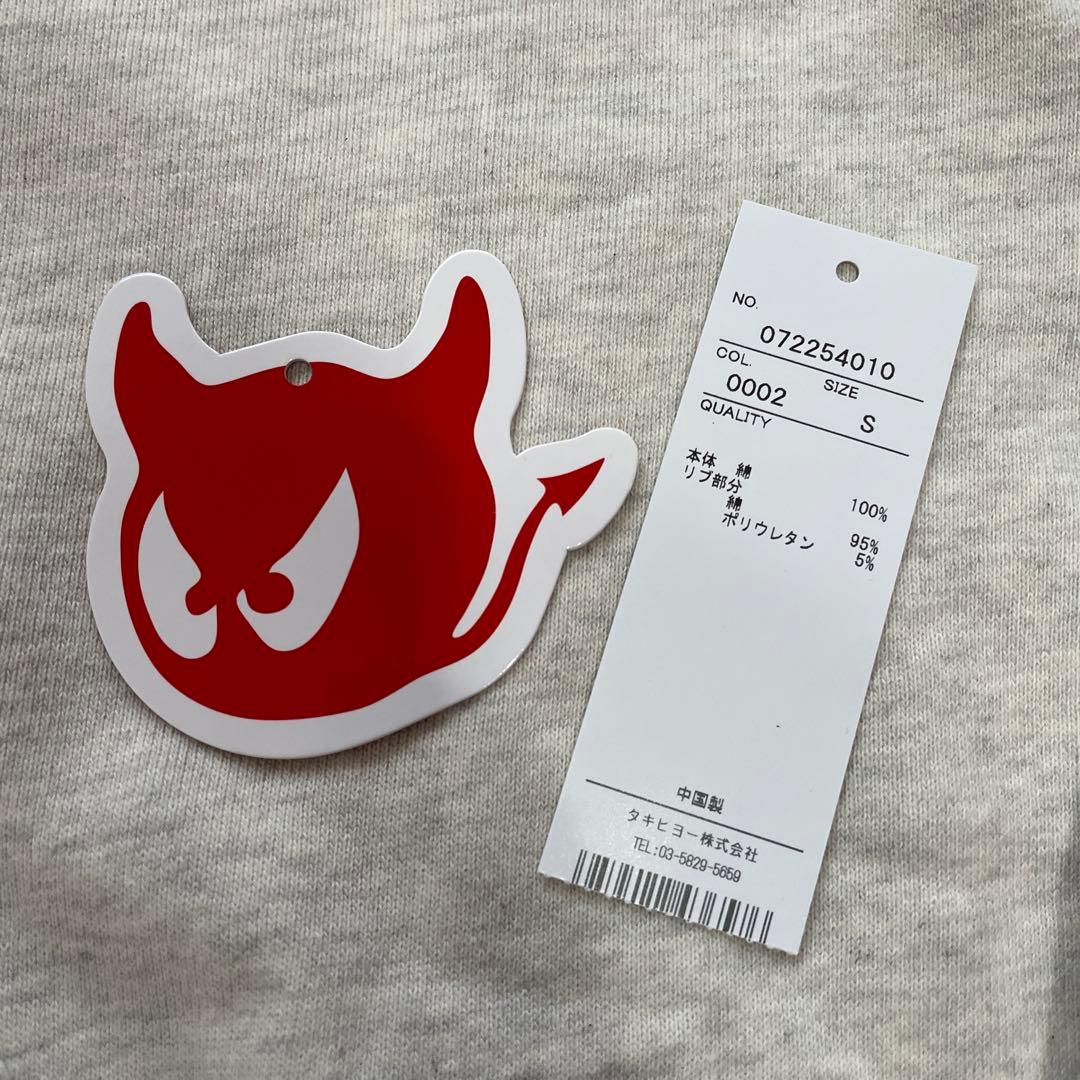 NO.
072254010
COL. SIZE
0002 S
QUALITY
本体 綿 100%
リブ部分
綿 95%
ポリウレタン 5%
中国製
タキヒヨー株式会社
TEL:03-5829-5659